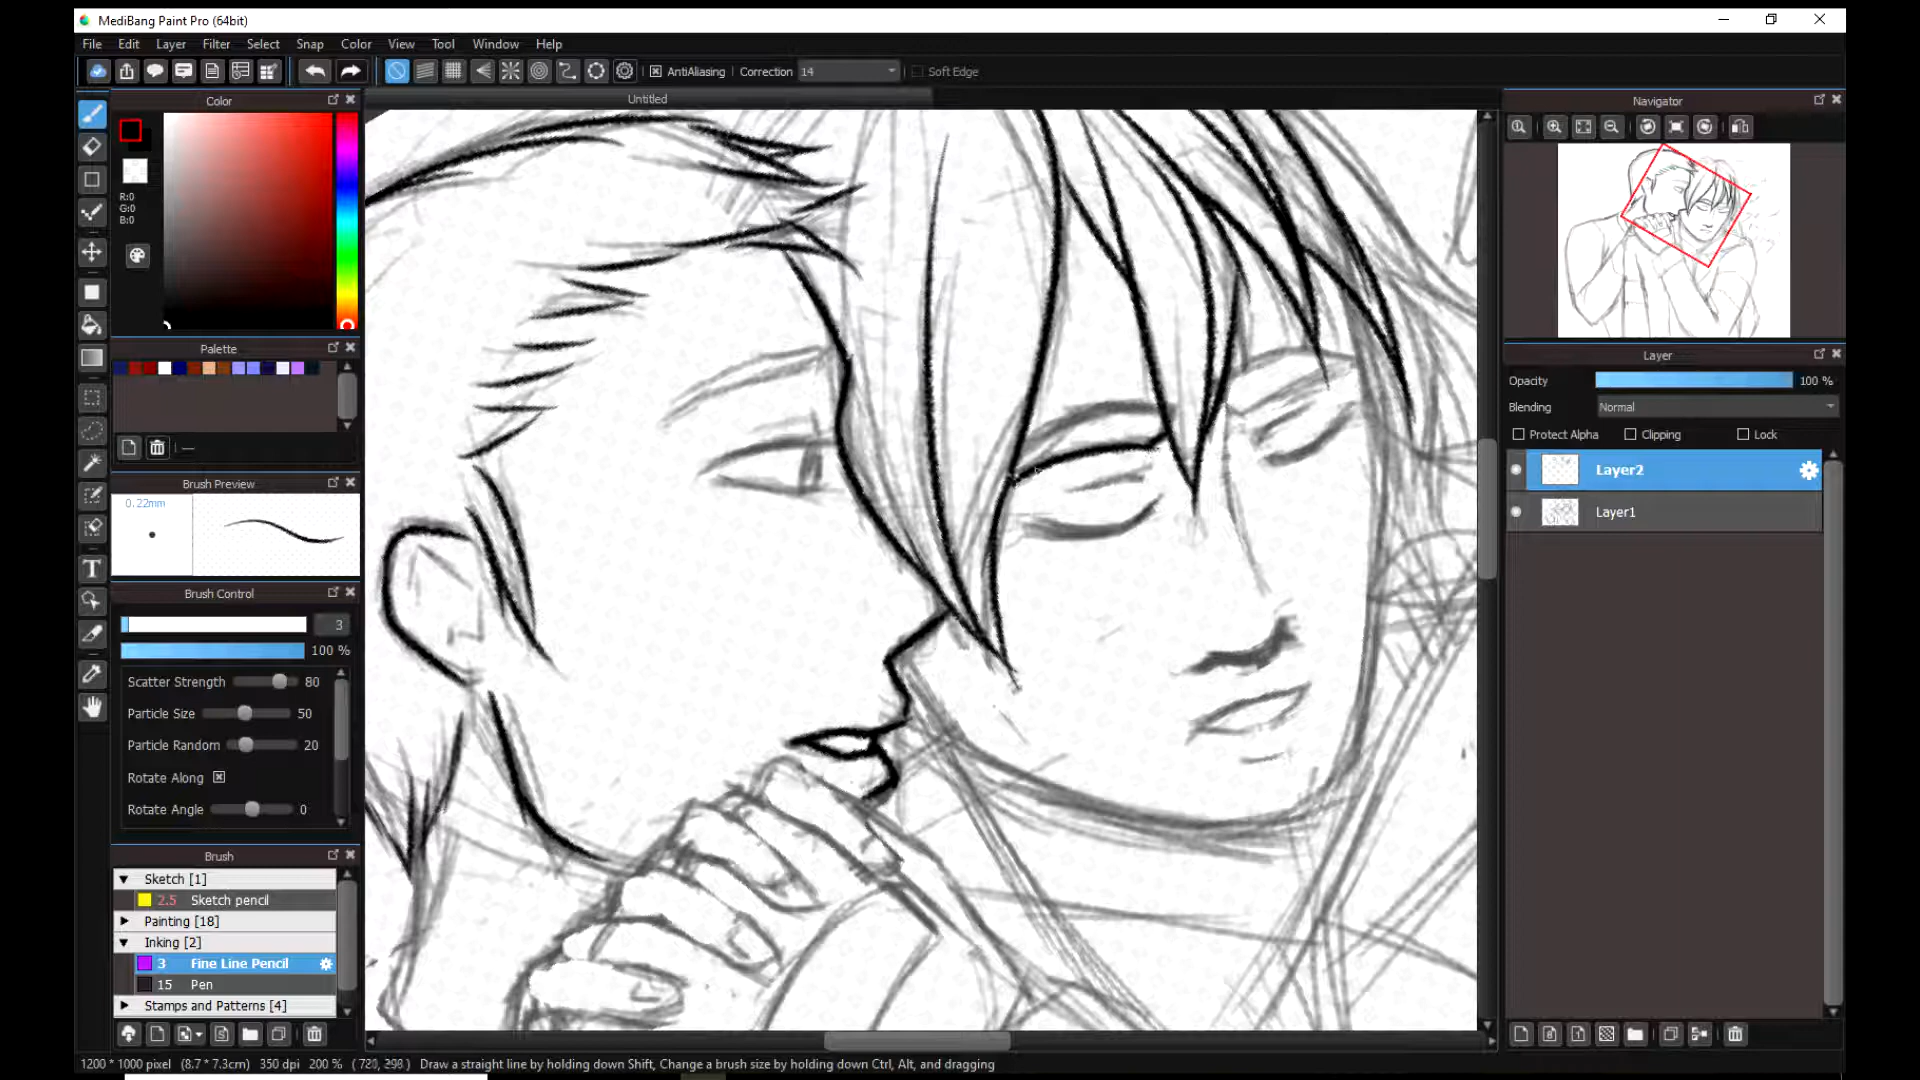 MediBang Paint Pro (64bit)
File Edit Layer Filter Select Snap Color View Tool Window Help
AntiAliasing Correction 14 Soft Edge
Color
Untitled
Navigator
R:0
G:0
B:0
Palette
Layer
Opacity 100 %
Blending Normal
Protect Alpha Clipping Lock
Layer2
Layer1
Brush Preview
0.22mm
Brush Control
3
100 %
Scatter Strength 80
Particle Size 50
Particle Random 20
Rotate Along
Rotate Angle 0
Brush
Sketch [1]
2.5 Sketch pencil
Painting [18]
Inking [2]
3 Fine Line Pencil
15 Pen
Stamps and Patterns [4]
1200 * 1000 pixel (8.7 * 7.3cm) 350 dpi 200 % Draw a straight line by holding down Shift, Change a brush size by holding down Ctrl, Alt, and dragging